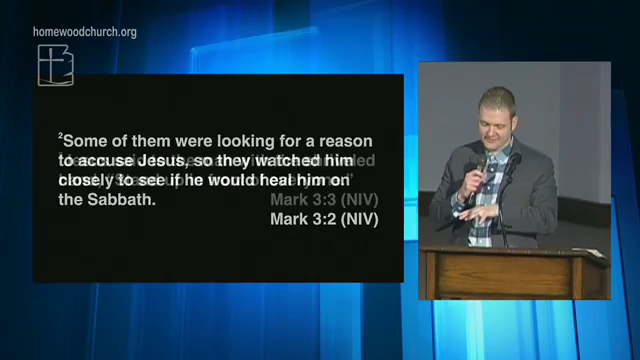 homewoodchurch.org
²Some of them were looking for a reason
to accuse Jesus, so they watched him
closely to see if he would heal him on
the Sabbath.
Mark 3:3 (NIV)
Mark 3:2 (NIV)